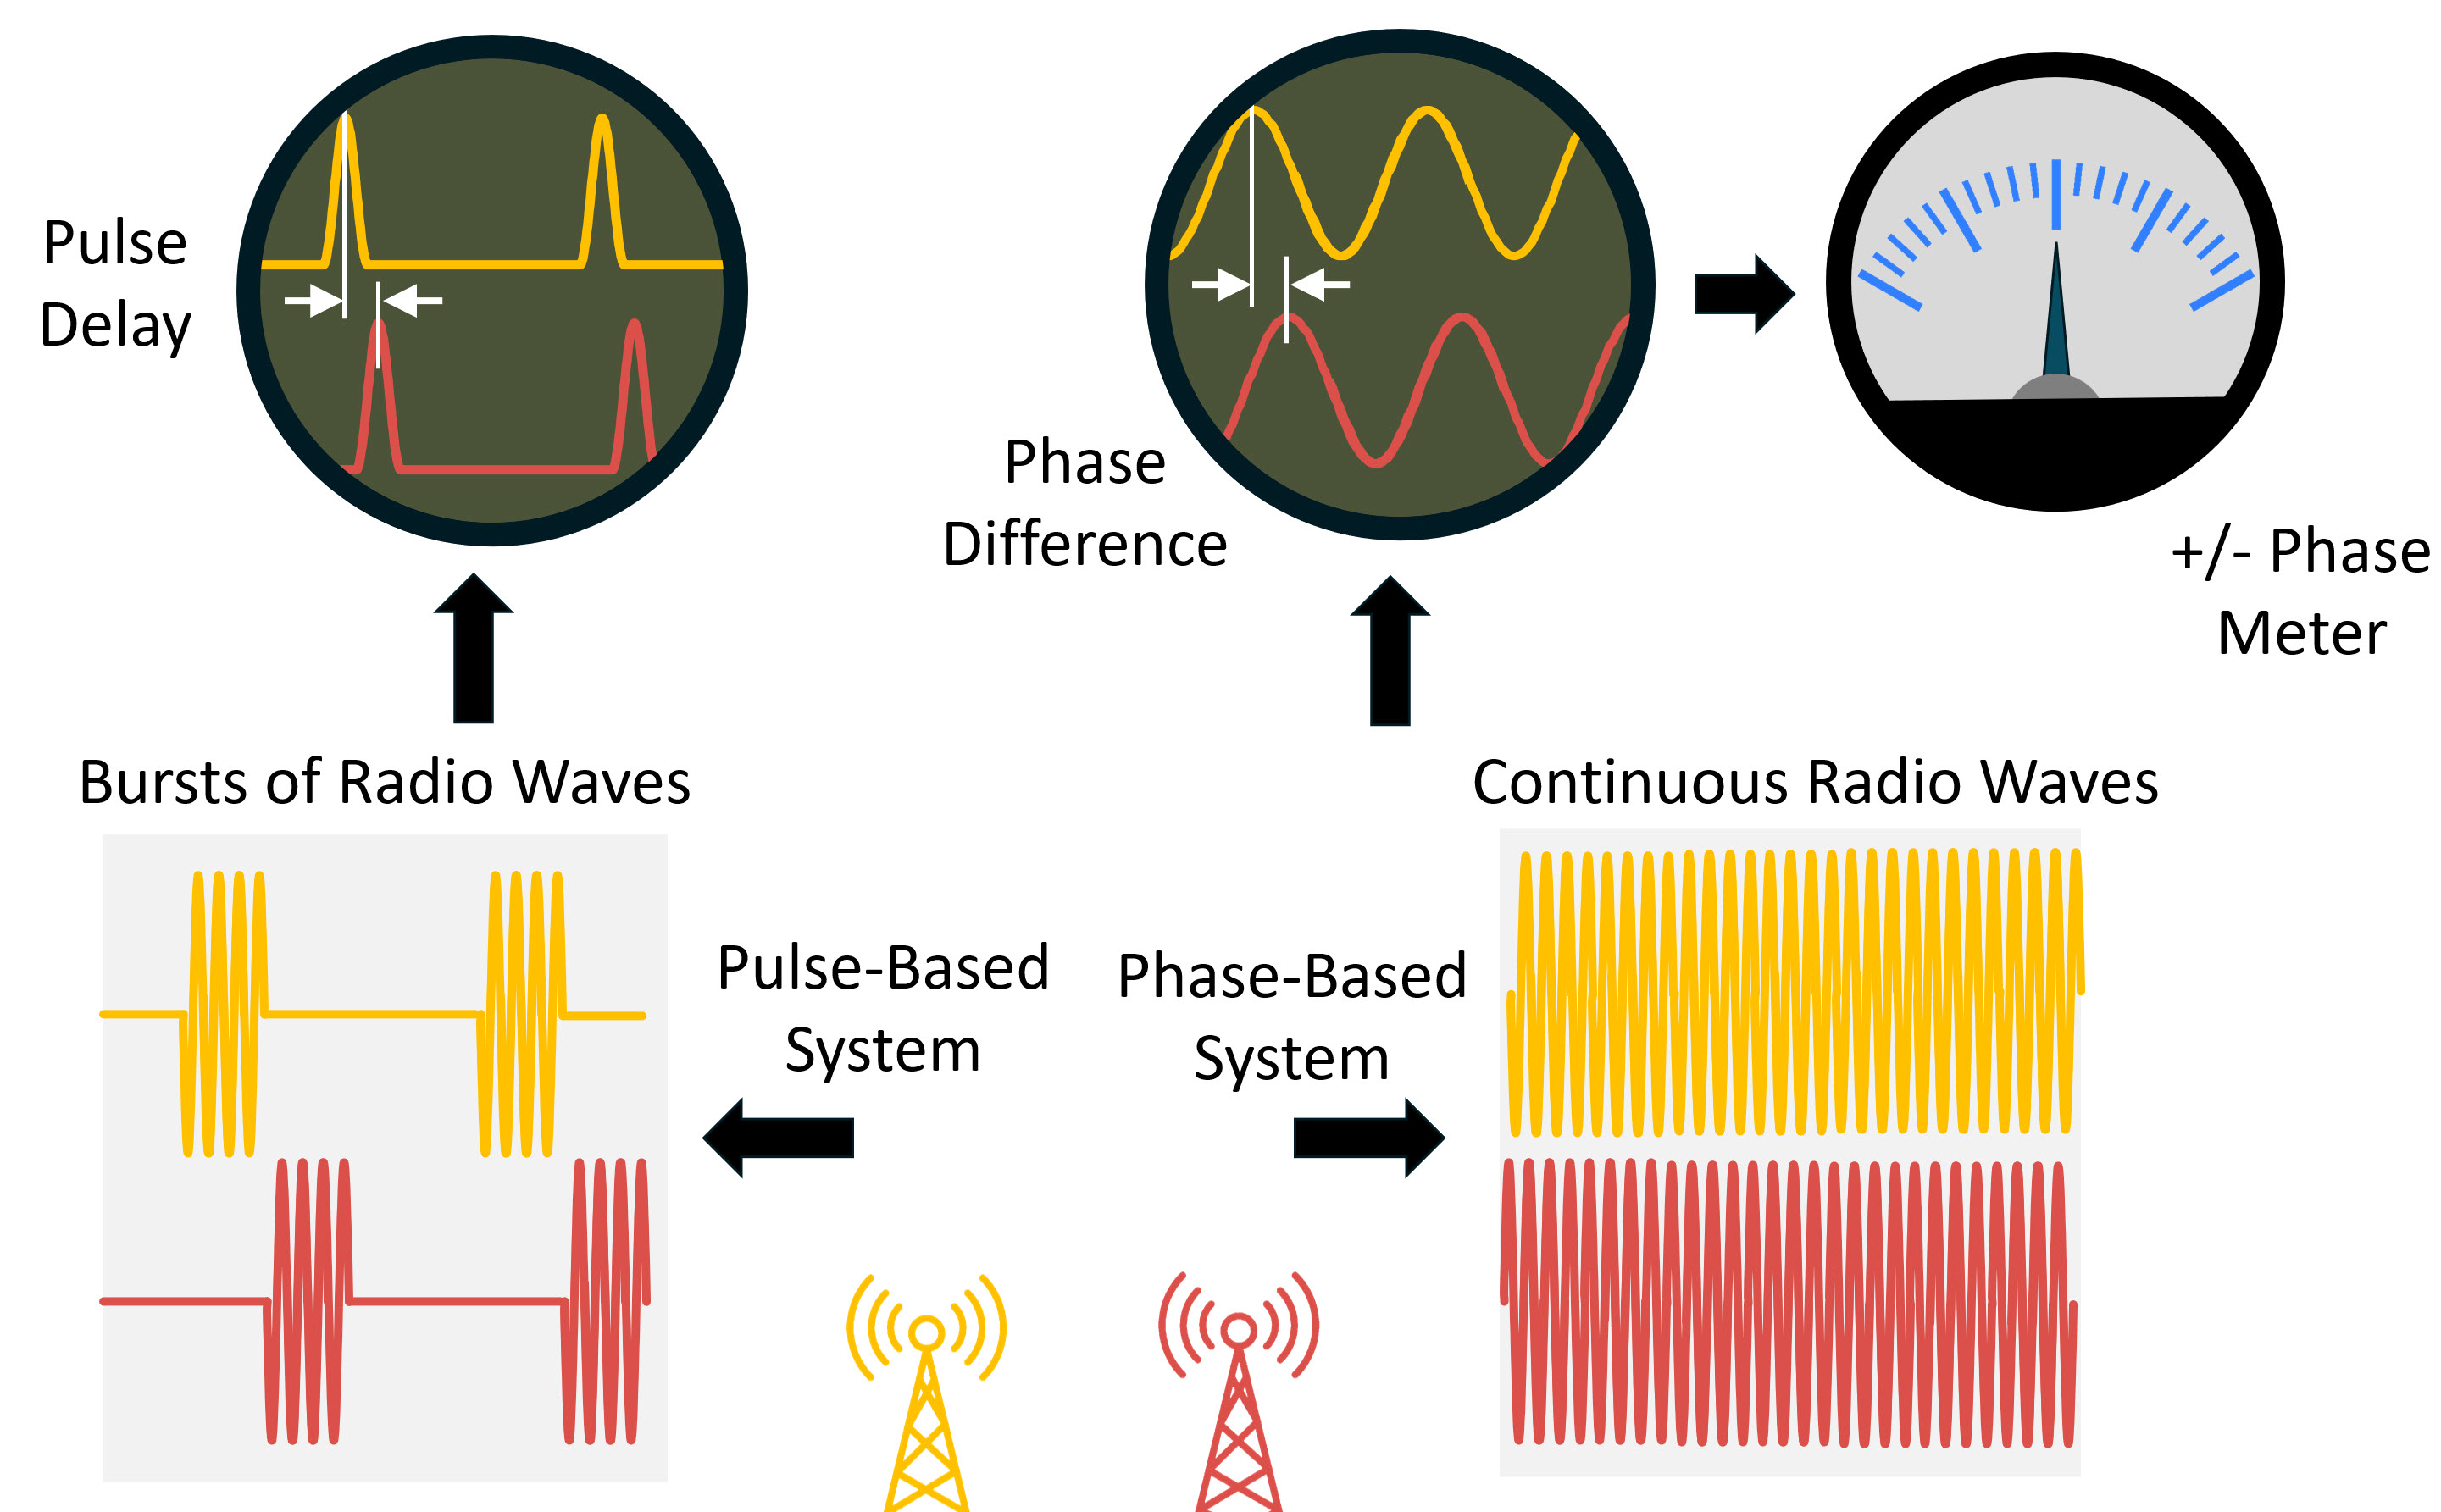 Pulse
Delay
Phase
Difference
+/- Phase
Meter
Bursts of Radio Waves
Continuous Radio Waves
Pulse-Based
System
Phase-Based
System